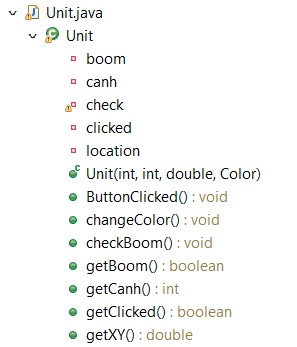 Unit.java
Unit
boom
canh
check
clicked
location
Unit(int, int, double, Color)
ButtonClicked() : void
changeColor() : void
checkBoom() : void
getBoom() : boolean
getCanh() : int
getClicked() : boolean
getXY() : double